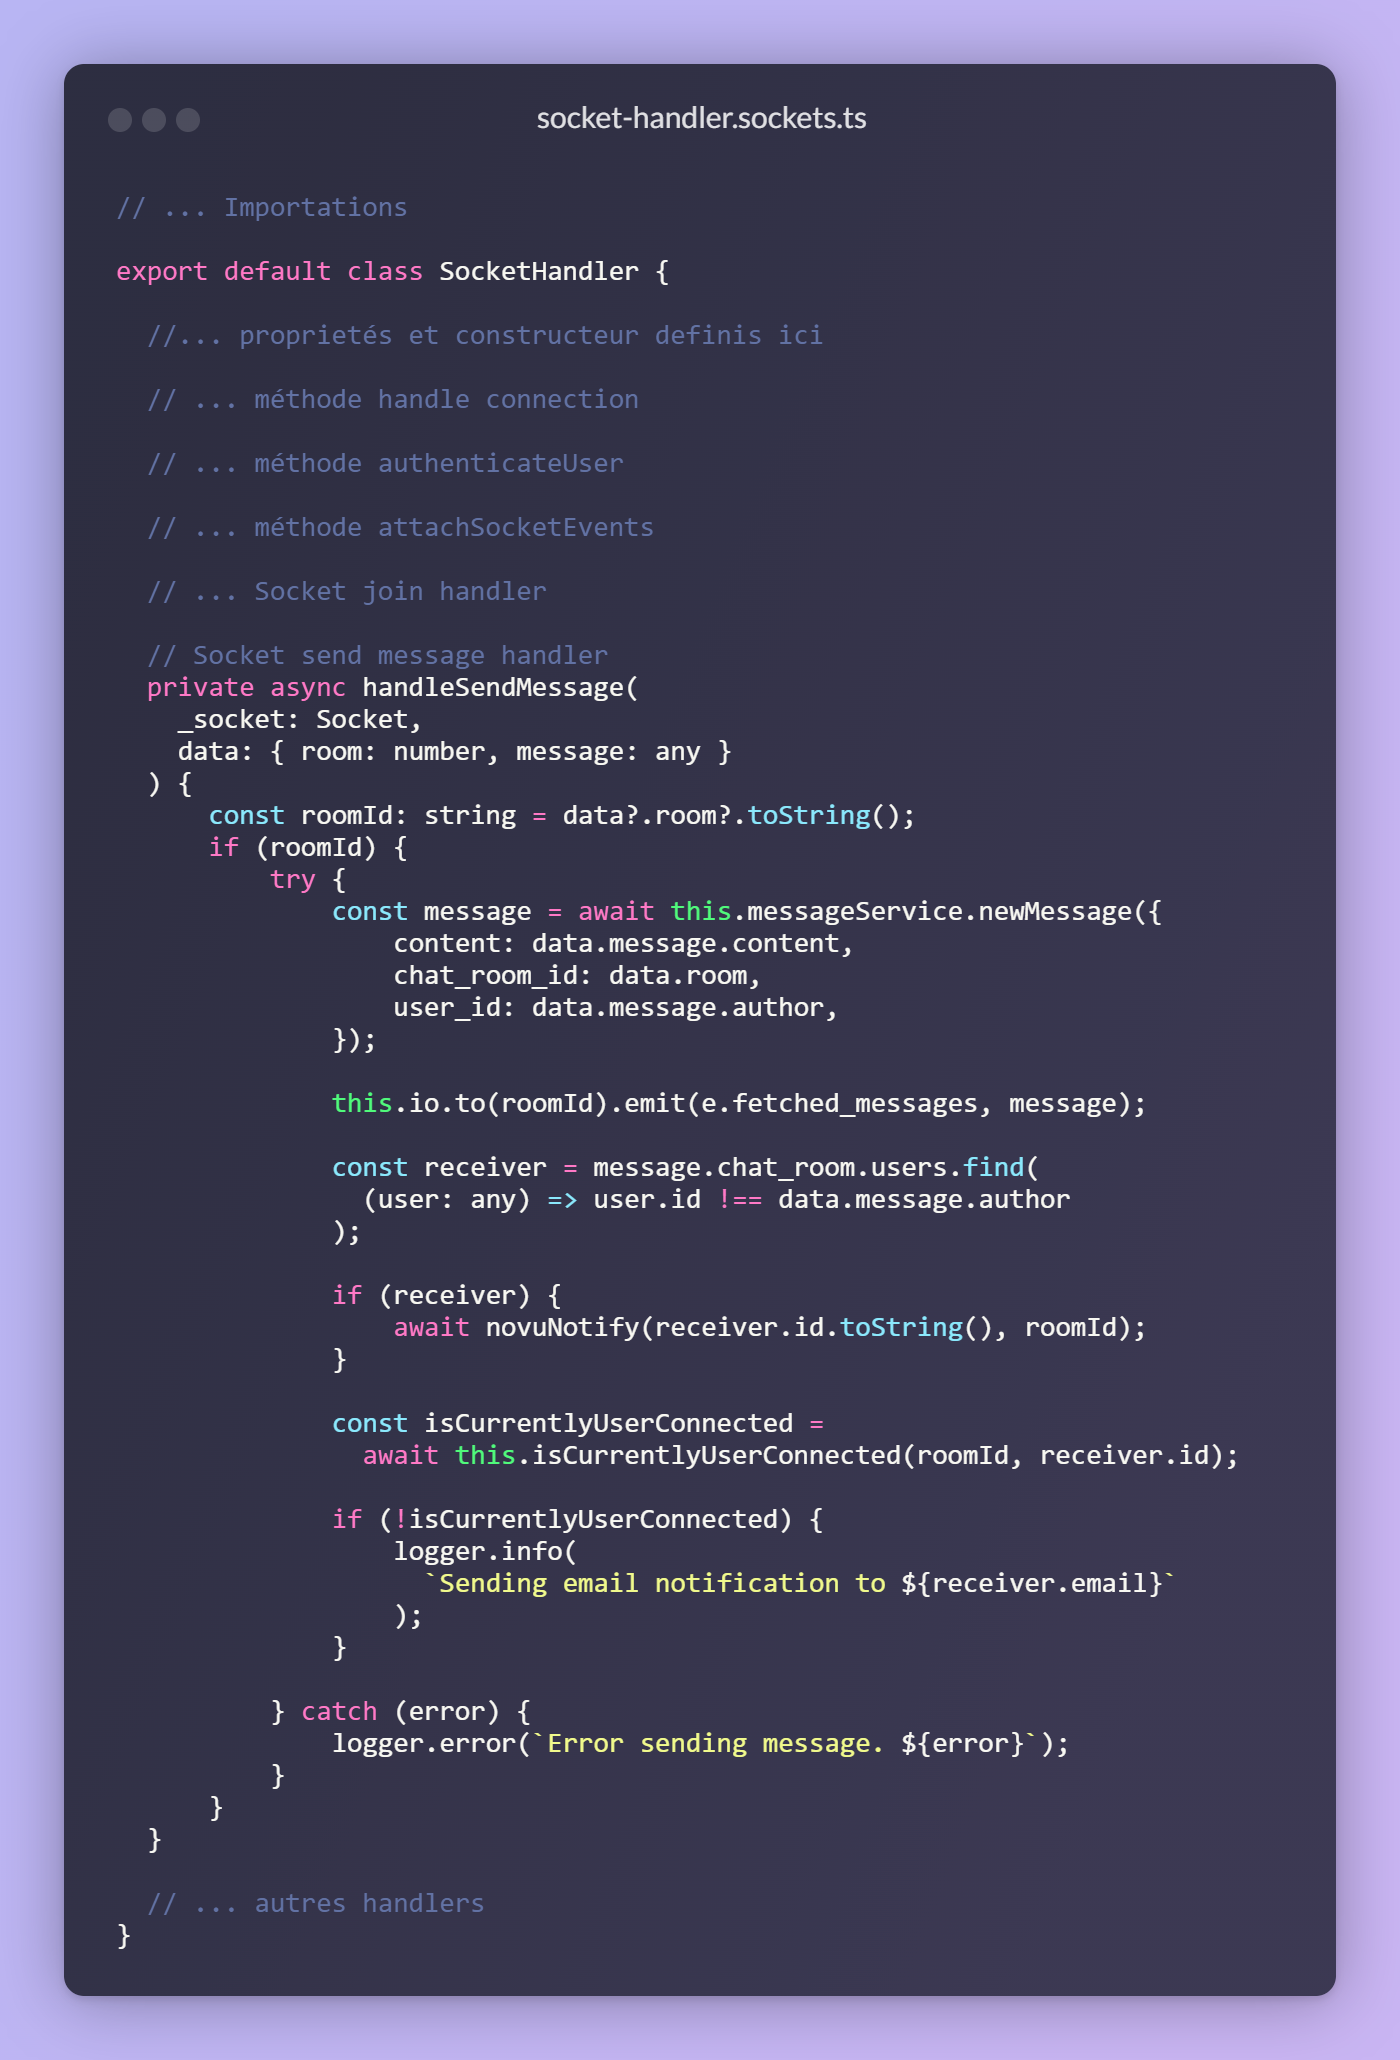 socket-handler.sockets.ts
// ... Importations
export default class SocketHandler {
//... proprietés et constructeur definis ici
// ... méthode handle connection
// ... méthode authenticateUser
// ... méthode attachSocketEvents
// ... Socket join handler
// Socket send message handler
private async handleSendMessage(
_socket: Socket,
data: { room: number, message: any }
) {
const roomId: string = data?.room?.toString();
if (roomId) {
try {
const message = await this.messageService.newMessage({
content: data.message.content,
chat_room_id: data.room,
user_id: data.message.author,
});
this.io.to(roomId).emit(e.fetched_messages, message);
const receiver = message.chat_room.users.find(
(user: any) => user.id !== data.message.author
);
if (receiver) {
await novuNotify(receiver.id.toString(), roomId);
}
const isCurrentlyUserConnected =
await this.isCurrentlyUserConnected(roomId, receiver.id);
if (!isCurrentlyUserConnected) {
logger.info(
`Sending email notification to ${receiver.email}`
);
}
} catch (error) {
logger.error(`Error sending message. ${error}`);
}
}
}
// ... autres handlers
}